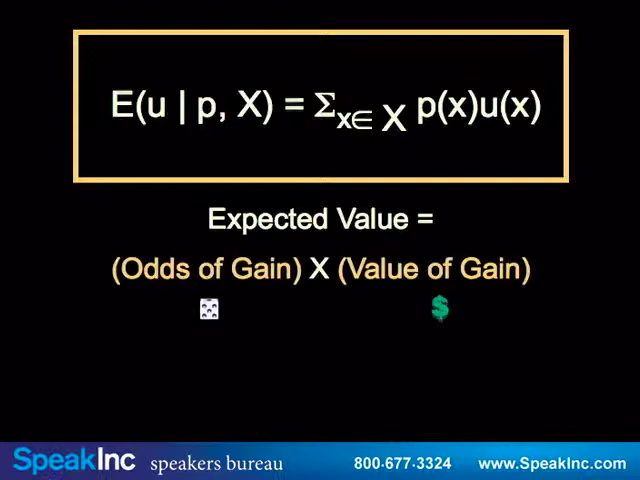 E(u | p, X) = Σx∈ X p(x)u(x)
Expected Value =
(Odds of Gain) X (Value of Gain)
$
SpeakInc speakers bureau 800-677-3324 www.SpeakInc.com